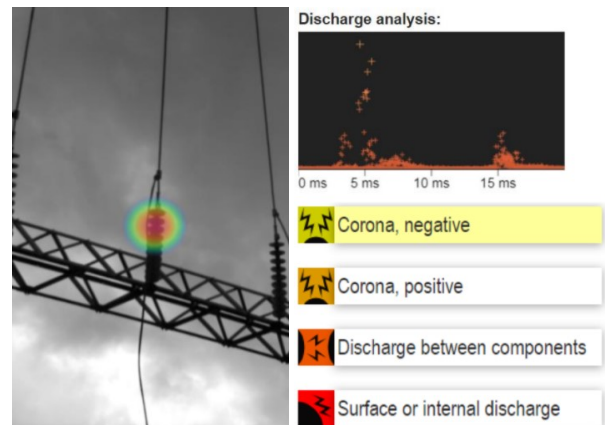 Discharge analysis:
0 ms 5 ms 10 ms 15 ms
Corona, negative
Corona, positive
Discharge between components
Surface or internal discharge